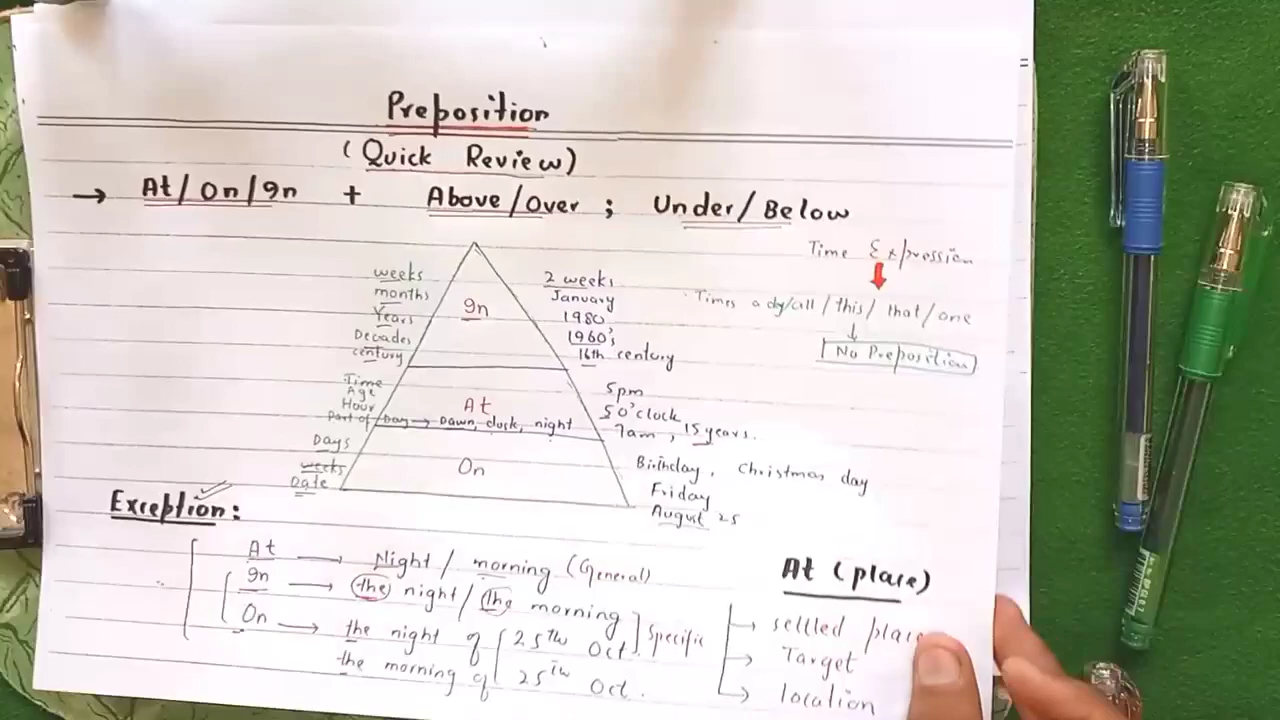 Preposition
(Quick Review)
→ At/On/In + Above/Over ; Under/Below
Time Expression
Times a dy/all/this/that/one
No Preposition
weeks
months
Years
Decades
century
In
2 weeks
January
1980
1960's
16th century
Time
Age
Hour
Part of Day → Dawn, dusk, night
At
5pm
5 O'clock
7am, 15 years.
Days
weeks
Date
On
Birthday, Christmas day
Friday
August 25
Exception:
At → Night/morning (General)
In → (the) night/(the) morning
On → the night of 25th Oct.
the morning of 25th Oct.
Specific
At (place)
→ settled place
→ Target
→ location